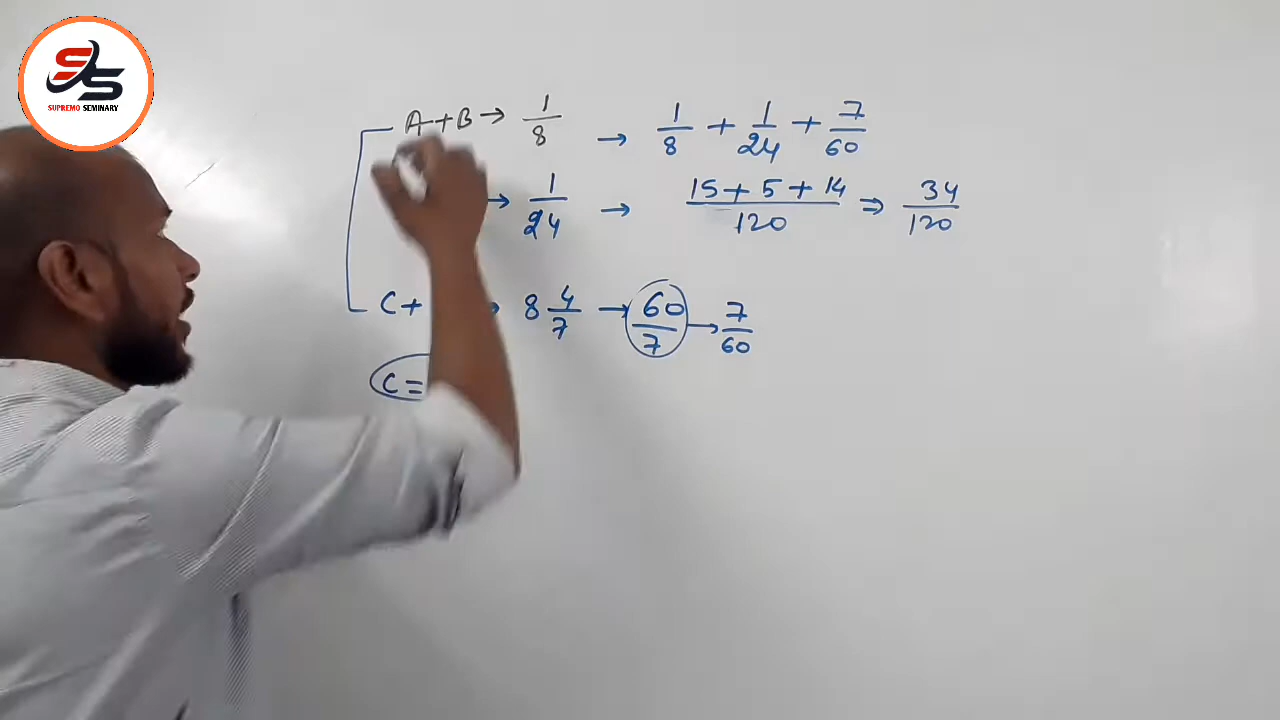 SS
SUPREMO SEMINARY
A+B → 1/8 → 1/8 + 1/24 + 7/60
→ 1/24 → (15+5+14)/120 ⇒ 34/120
C+ 8 4/7 → 60/7 → 7/60
C=